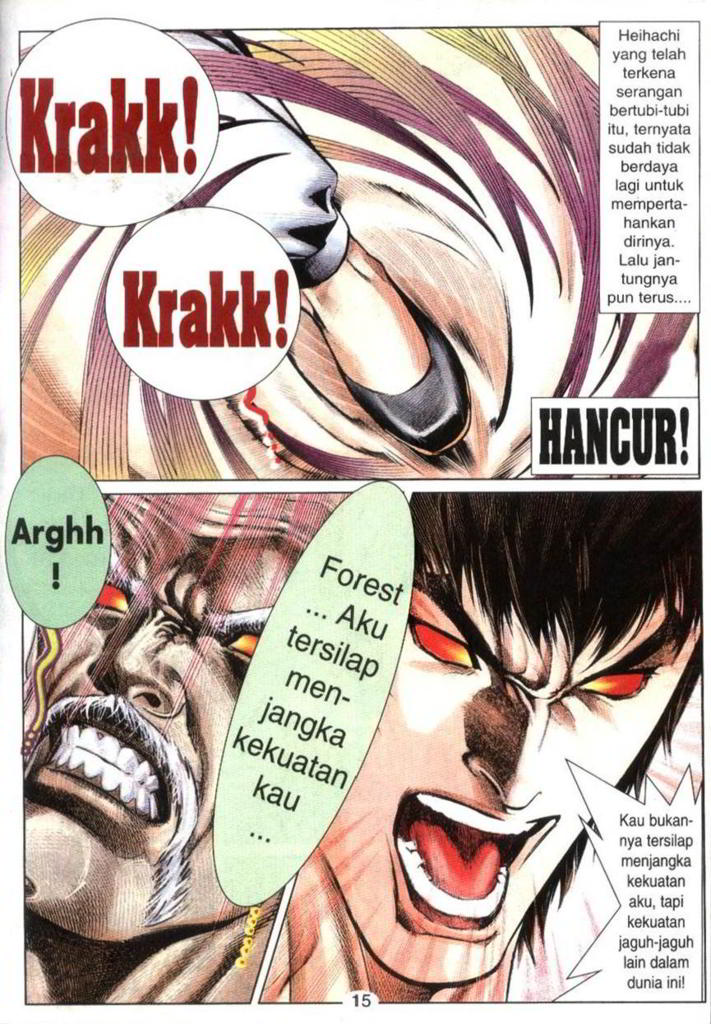 Krakk!
Krakk!
Heihachi
yang telah
terkena
serangan
bertubi-tubi
itu, ternyata
sudah tidak
berdaya
lagi untuk
memperta-
hankan
dirinya.
Lalu jan-
tungnya
pun terus....
HANCUR!
Arghh
!
Forest
... Aku
tersilap
men-
jangka
kekuatan
kau
...
Kau bukan-
nya tersilap
menjangka
kekuatan
aku, tapi
kekuatan
jaguh-jaguh
lain dalam
dunia ini!
15